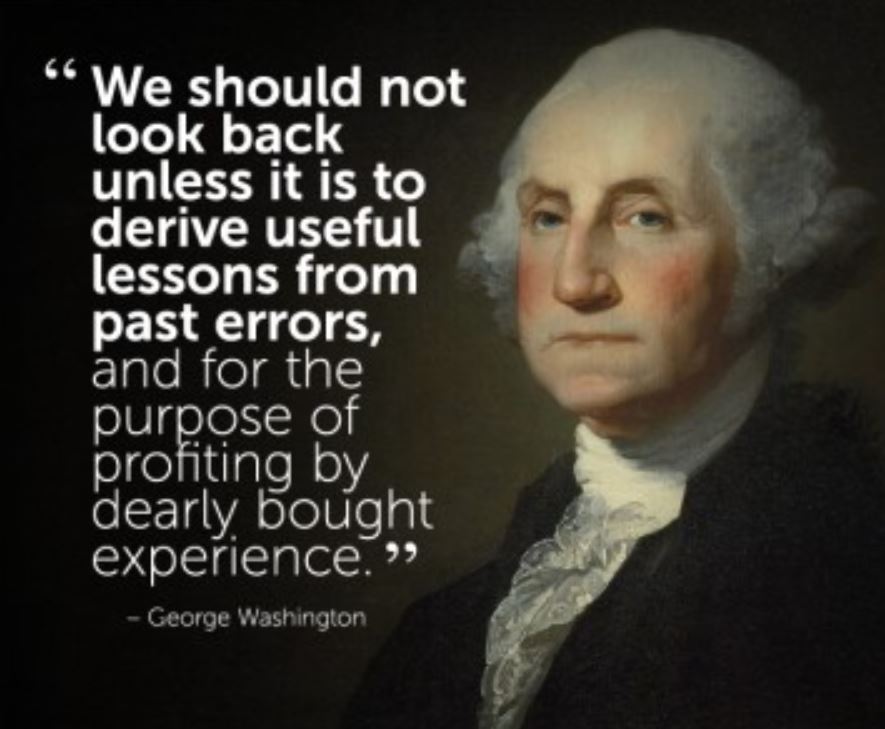 “ We should not
look back
unless it is to
derive useful
lessons from
past errors,
and for the
purpose of
profiting by
dearly bought
experience. ”
– George Washington